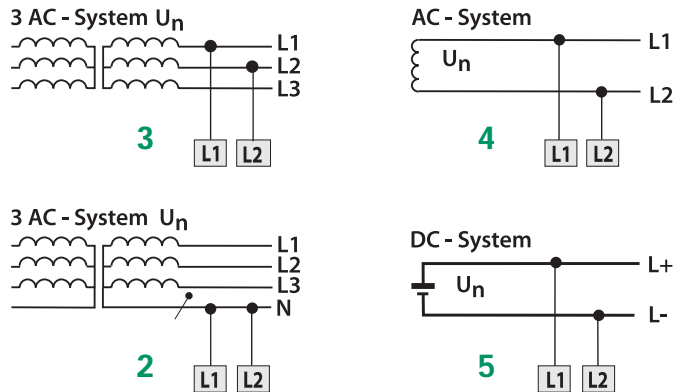 3 AC - System Un
L1
L2
L3
3
L1 L2
AC - System
Un
L1
L2
4
L1 L2
3 AC - System Un
L1
L2
L3
N
2
L1 L2
DC - System
Un
L+
L-
5
L1 L2